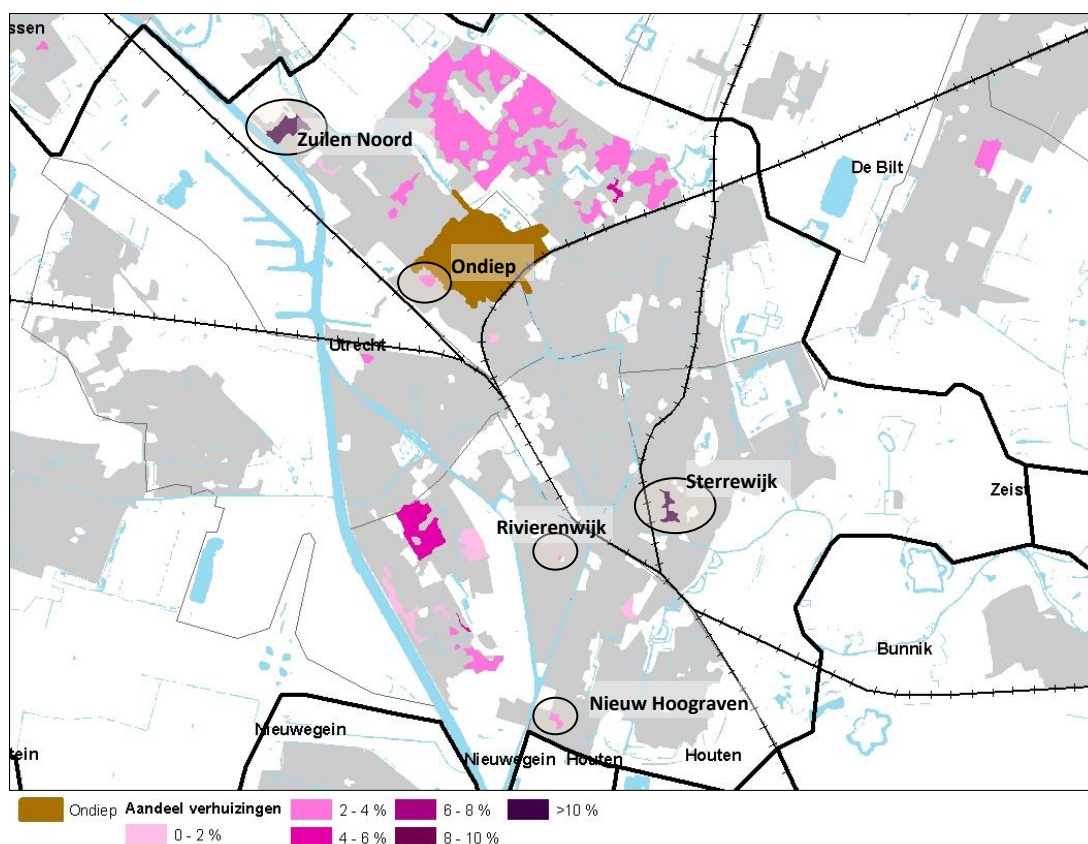 ssen
Zuilen Noord
De Bilt
Ondiep
Utrecht
Sterrewijk
Zeist
Rivierenwijk
Bunnik
Nieuw Hoograven
Nieuwegein
tein
Nieuwegein
Houten
Houten
Ondiep
Aandeel verhuizingen
0 - 2 %
2 - 4 %
4 - 6 %
6 - 8 %
8 - 10 %
>10 %